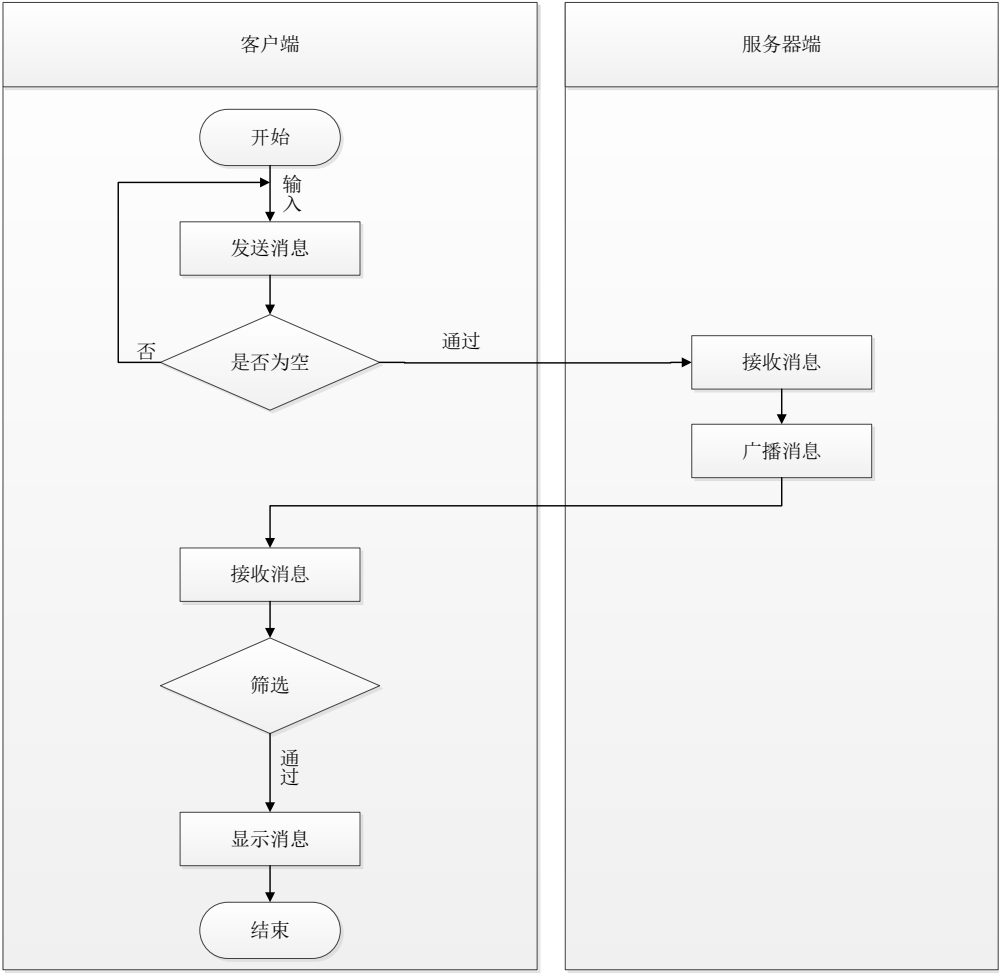 客户端
服务器端
开始
输
入
发送消息
是否为空
否
通过
接收消息
广播消息
接收消息
筛选
通
过
显示消息
结束